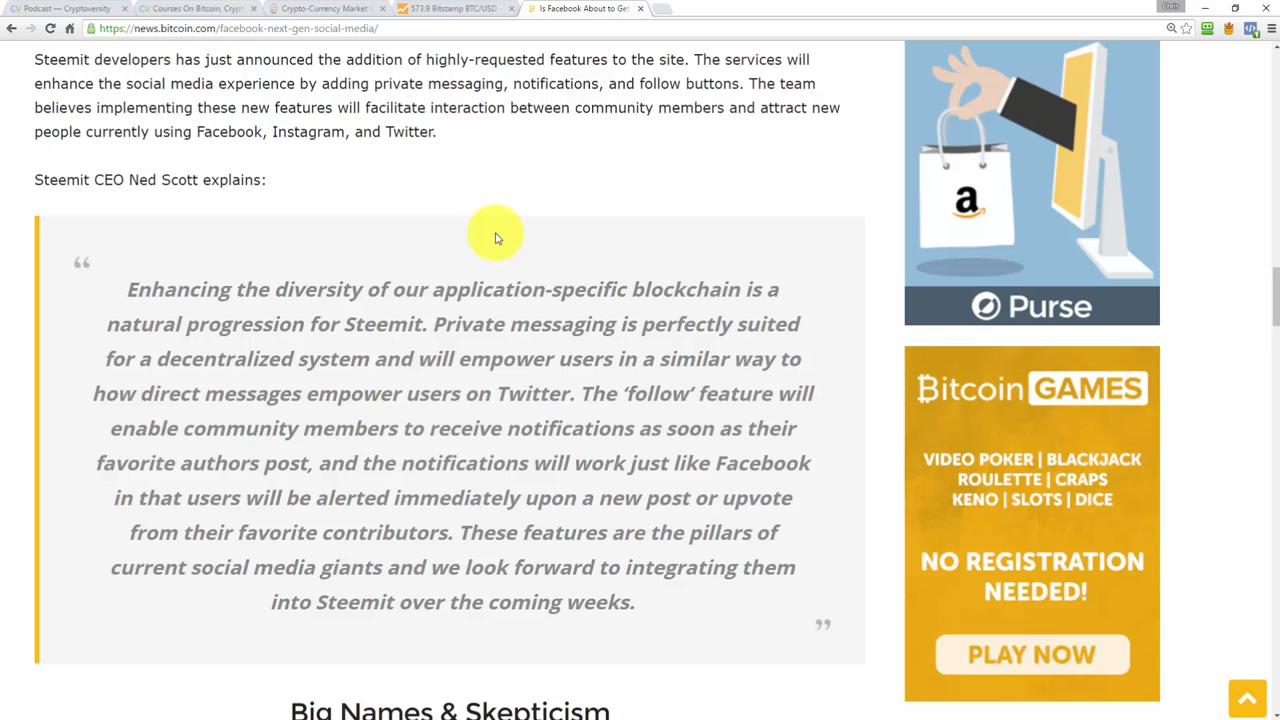 CV Podcast — Cryptoversity
CV Courses On Bitcoin, Crypt
Crypto-Currency Market C
573.9 Bitstamp BTC/USD
Is Facebook About to Get
Chris
https://news.bitcoin.com/facebook-next-gen-social-media/
Steemit developers has just announced the addition of highly-requested features to the site. The services will
enhance the social media experience by adding private messaging, notifications, and follow buttons. The team
believes implementing these new features will facilitate interaction between community members and attract new
people currently using Facebook, Instagram, and Twitter.
Steemit CEO Ned Scott explains:
“
Enhancing the diversity of our application-specific blockchain is a
natural progression for Steemit. Private messaging is perfectly suited
for a decentralized system and will empower users in a similar way to
how direct messages empower users on Twitter. The ‘follow’ feature will
enable community members to receive notifications as soon as their
favorite authors post, and the notifications will work just like Facebook
in that users will be alerted immediately upon a new post or upvote
from their favorite contributors. These features are the pillars of
current social media giants and we look forward to integrating them
into Steemit over the coming weeks.
”
Big Names & Skepticism
a
Purse
Bitcoin GAMES
VIDEO POKER | BLACKJACK
ROULETTE | CRAPS
KENO | SLOTS | DICE
NO REGISTRATION
NEEDED!
PLAY NOW